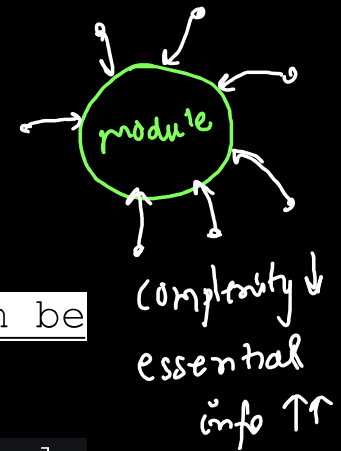 module
n be
complexity ↓
essential
info ↑↑